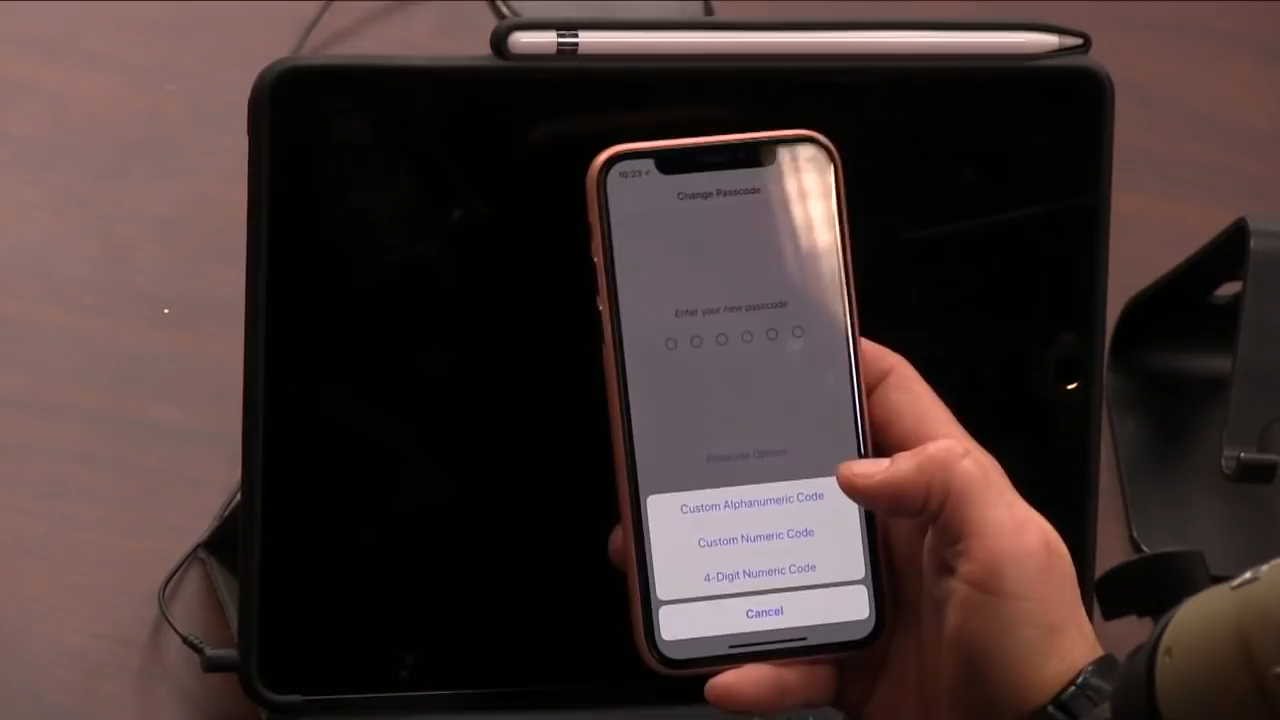 10:23
Change Passcode
Enter your new passcode
Passcode Options
Custom Alphanumeric Code
Custom Numeric Code
4-Digit Numeric Code
Cancel